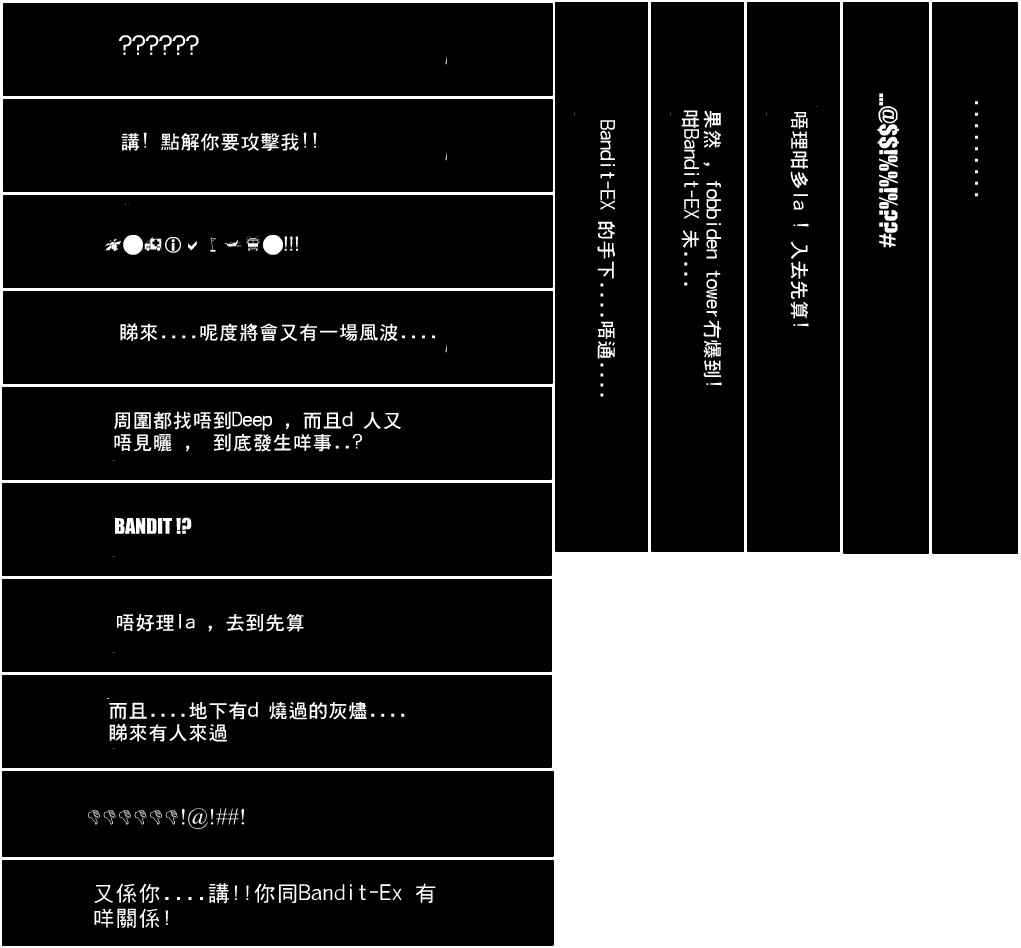 ??????
講! 點解你要攻擊我!!
!!!
睇來....呢度將會又有一場風波....
周圍都找唔到Deep , 而且d 人又
唔見曬 , 到底發生咩事..?
BANDIT !?
唔好理la , 去到先算
而且....地下有d 燒過的灰燼....
睇來有人來過
👎👎👎👎👎👎!@!##!
又係你....講!!你同Bandit-Ex 有
咩關係!
Bandit-EX 的手下....唔通....
果然 , fobbiden tower冇爆到!
咁Bandit-EX 未....
唔理咁多la ! 入去先算!
...@$$!%%!%??#
.........